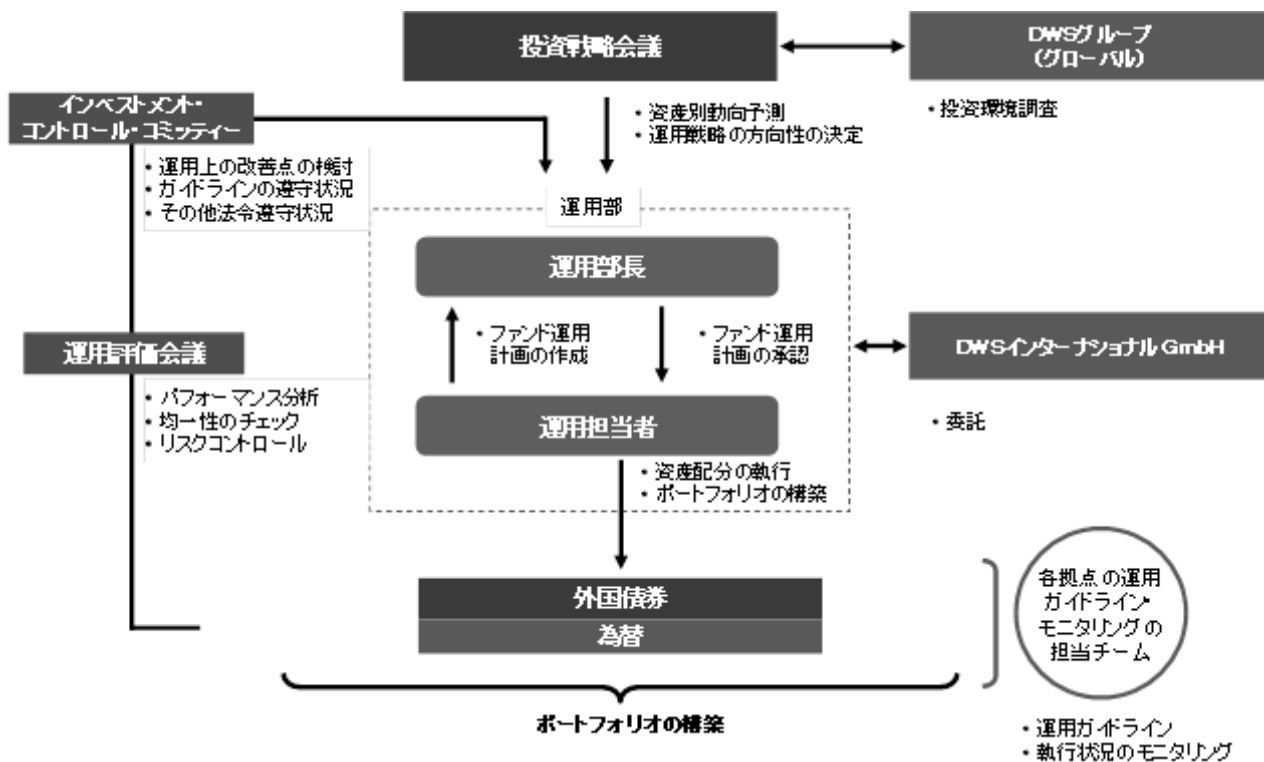 投資戦略会議
DWSグループ
(グローバル)
・投資環境調査
インベストメント・
コントロール・コミッティー
・資産別動向予測
・運用戦略の方向性の決定
・運用上の改善点の検討
・ガイドラインの遵守状況
・その他法令遵守状況
運用部
運用部長
・ファンド運用
計画の作成
・ファンド運用
計画の承認
運用評価会議
・パフォーマンス分析
・均一性のチェック
・リスクコントロール
DWSインターナショナルGmbH
・委託
運用担当者
・資産配分の執行
・ポートフォリオの構築
外国債券
為替
各拠点の運用
ガイドライン・
モニタリングの
担当チーム
ポートフォリオの構築
・運用ガイドライン
・執行状況のモニタリング